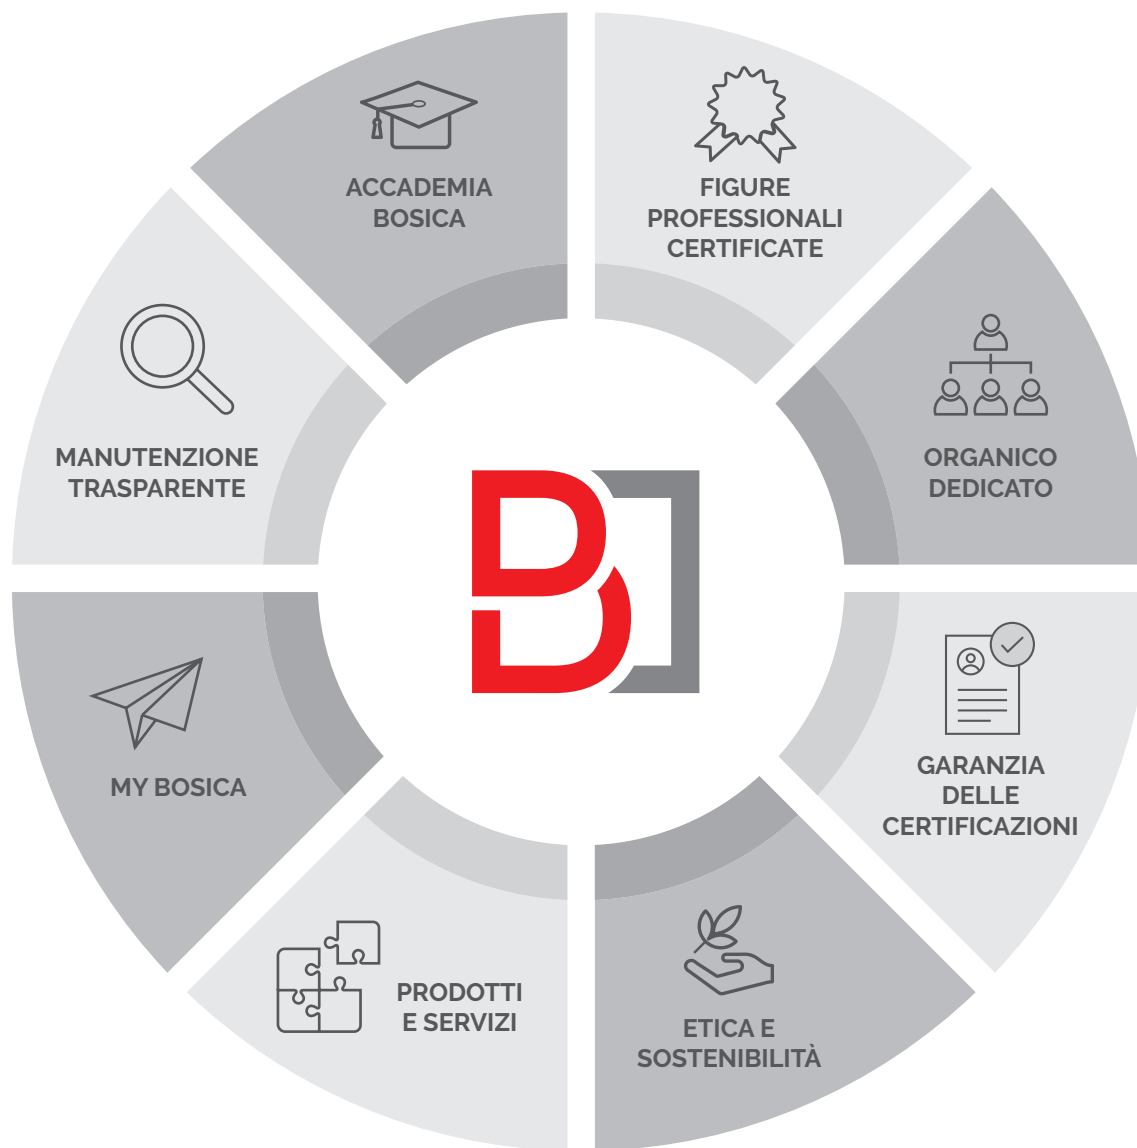 ACCADEMIA
BOSICA
FIGURE
PROFESSIONALI
CERTIFICATE
ORGANICO
DEDICATO
GARANZIA
DELLE
CERTIFICAZIONI
ETICA E
SOSTENIBILITÀ
PRODOTTI
E SERVIZI
MY BOSICA
MANUTENZIONE
TRASPARENTE
B